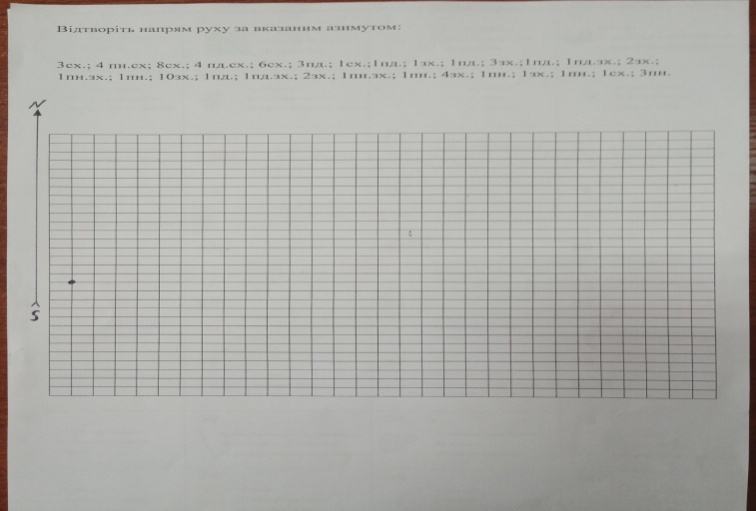 Відтворіть напрям руху за вказаним азимутом:
3сх.; 4 пн.сх; 8сх.; 4 пд.сх.; 6сх.; 3пд.; 1сх.;1пд.; 1зх.; 1пд.; 3зх.;1пд.; 1пд.зх.; 2зх.;
1пн.зх.; 1пн.; 10зх.; 1пд.; 1пд.зх.; 2зх.; 1пн.зх.; 1пн.; 4зх.; 1пн.; 1зх.; 1пн.; 1сх.; 3пн.
N
S